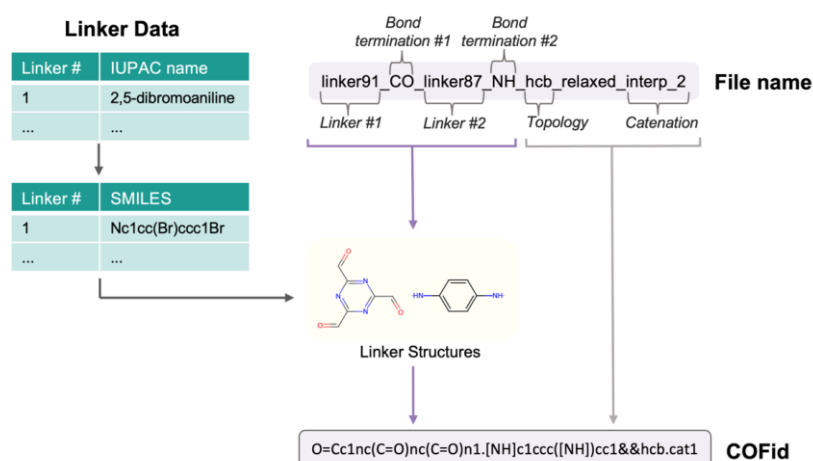 Linker Data
Linker # IUPAC name
1 2,5-dibromoaniline
... ...
Linker # SMILES
1 Nc1cc(Br)ccc1Br
... ...
Bond termination #1
Bond termination #2
linker91_CO_linker87_NH_hcb_relaxed_interp_2
File name
Linker #1 Linker #2 Topology Catenation
O N N O N O HN NH
Linker Structures
O=Cc1nc(C=O)nc(C=O)n1.[NH]c1ccc([NH])cc1&&hcb.cat1
COFid